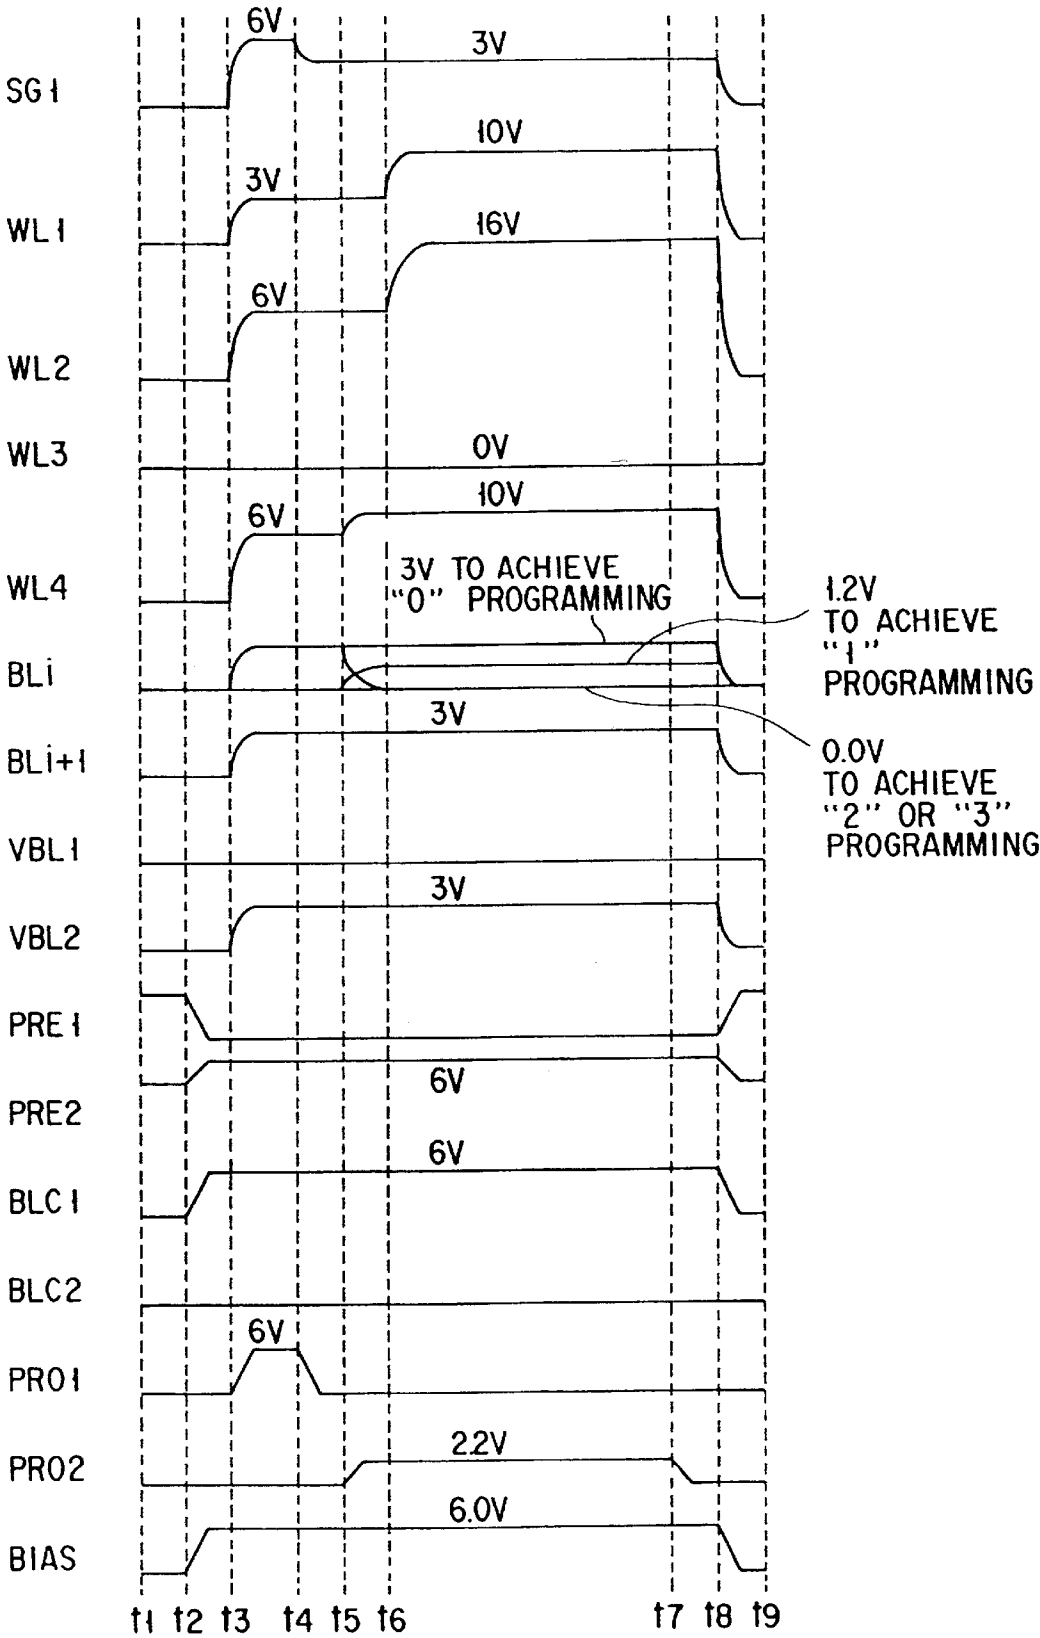 6V
3V
SG1
10V
3V
WL1
16V
6V
WL2
0V
WL3
10V
6V
WL4
3V TO ACHIEVE
"0" PROGRAMMING
1.2V
TO ACHIEVE
"1"
PROGRAMMING
BLi
3V
BLi+1
0.0V
TO ACHIEVE
"2" OR "3"
PROGRAMMING
VBL1
3V
VBL2
PRE1
6V
PRE2
6V
BLC1
BLC2
6V
PRO1
2.2V
PRO2
6.0V
BIAS
t1 t2 t3 t4 t5 t6 t7 t8 t9